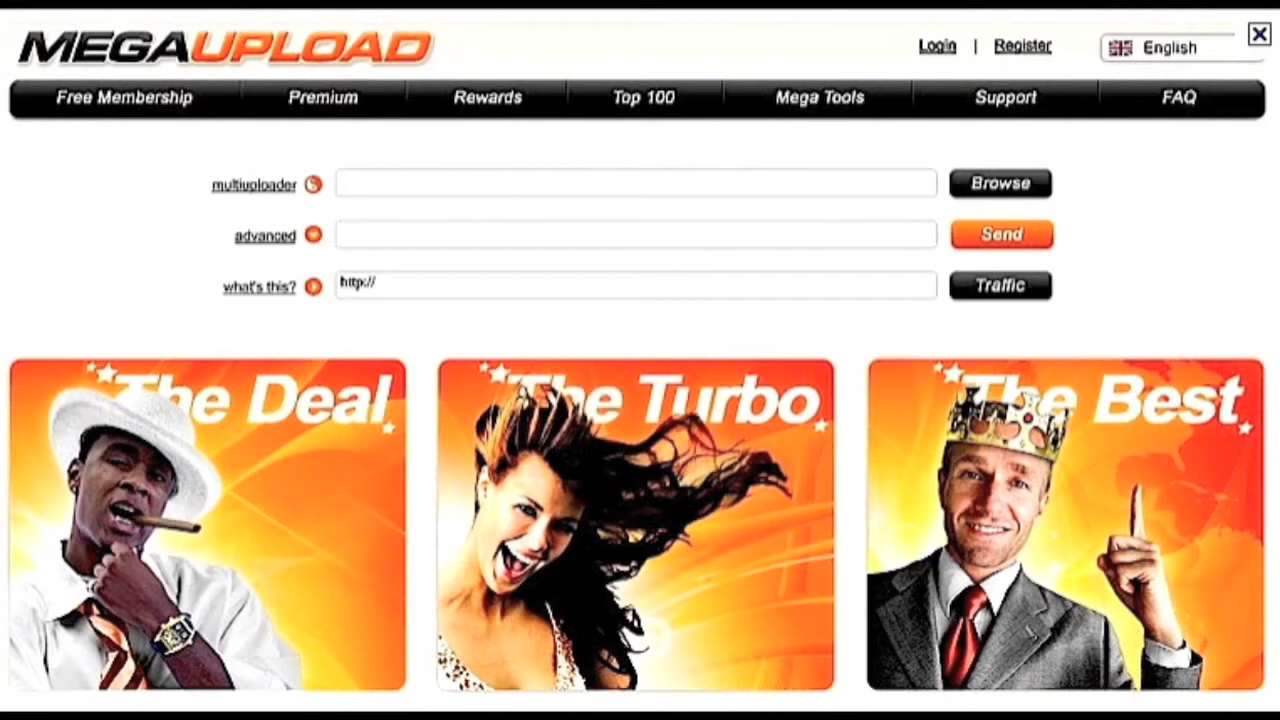 MEGAUPLOAD
Login | Register
English
Free Membership Premium Rewards Top 100 Mega Tools Support FAQ
multiuploader Browse
advanced Send
what's this? http:// Traffic
The Deal
The Turbo
The Best